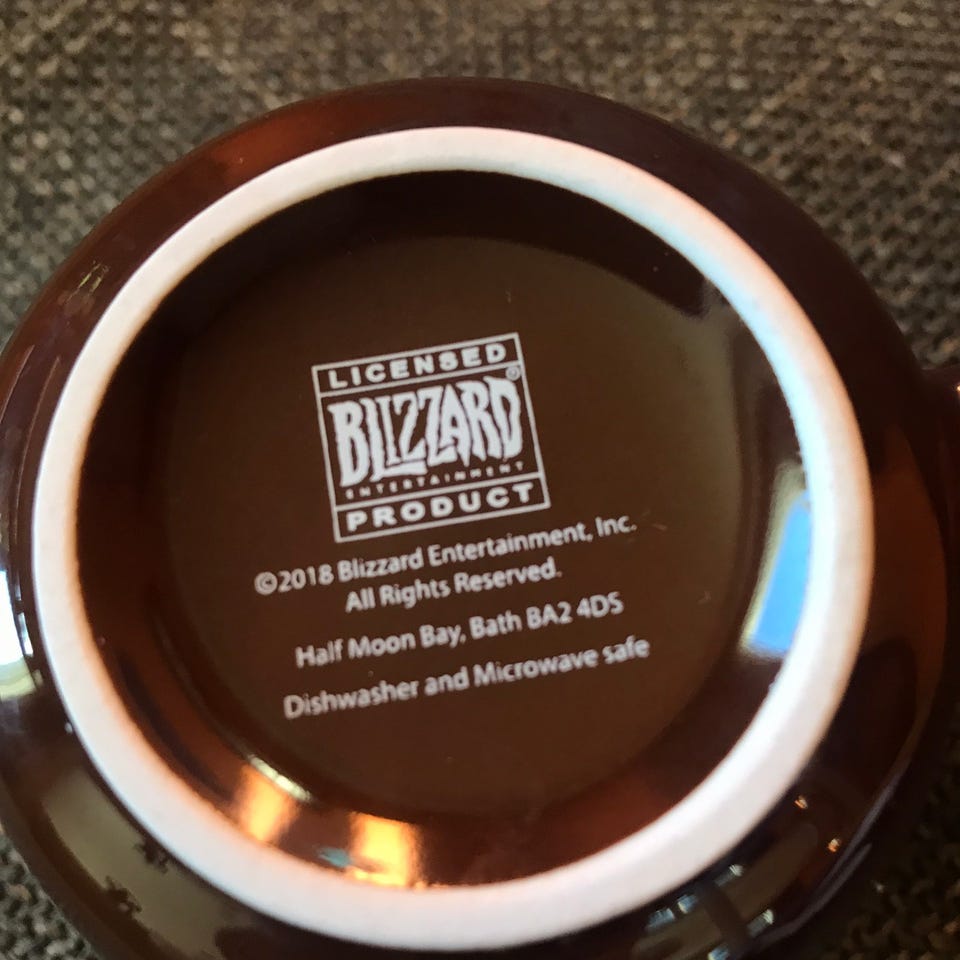 LICENSED
BLIZZARD®
ENTERTAINMENT
PRODUCT
©2018 Blizzard Entertainment, Inc.
All Rights Reserved.
Half Moon Bay, Bath BA2 4DS
Dishwasher and Microwave safe